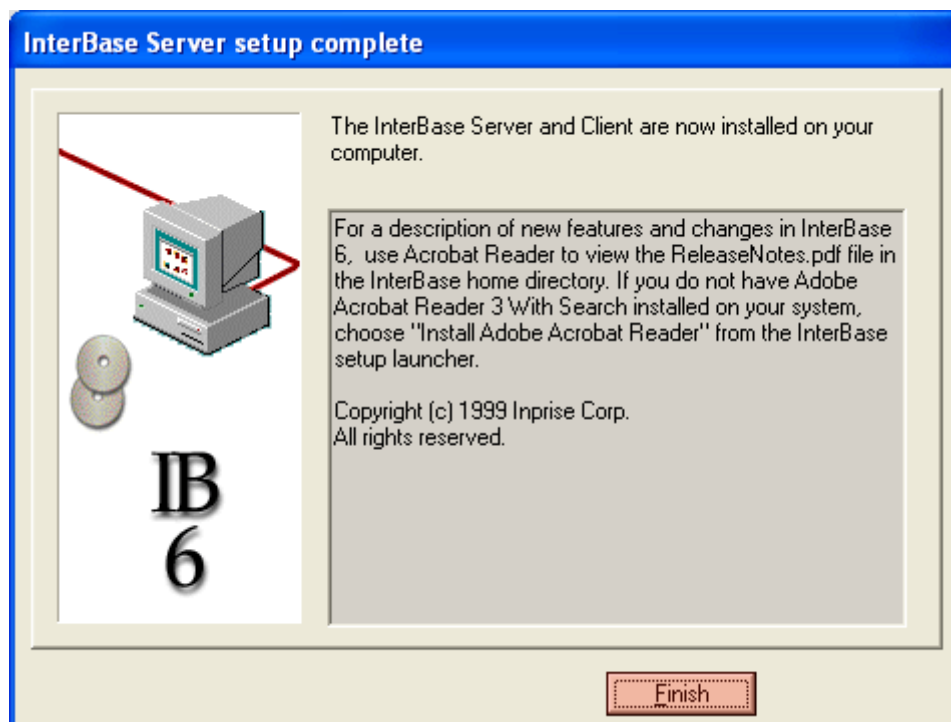 InterBase Server setup complete
The InterBase Server and Client are now installed on your
computer.
For a description of new features and changes in InterBase
6,  use Acrobat Reader to view the ReleaseNotes.pdf file in
the InterBase home directory. If you do not have Adobe
Acrobat Reader 3 With Search installed on your system,
choose "Install Adobe Acrobat Reader" from the InterBase
setup launcher.
Copyright (c) 1999 Inprise Corp.
All rights reserved.
IB
6
Finish